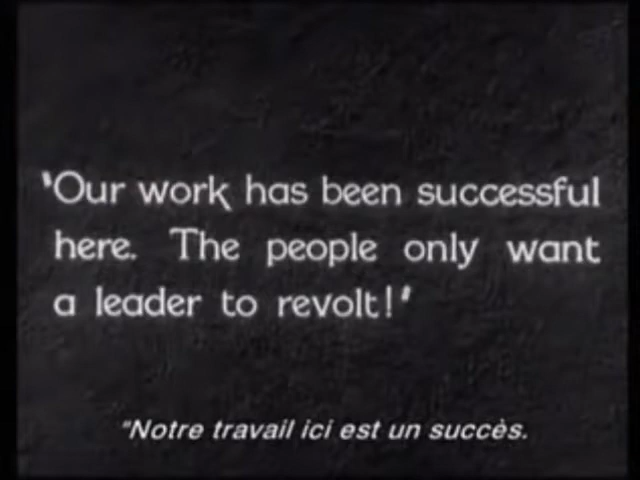 'Our work has been successful
here. The people only want
a leader to revolt!'
"Notre travail ici est un succès.